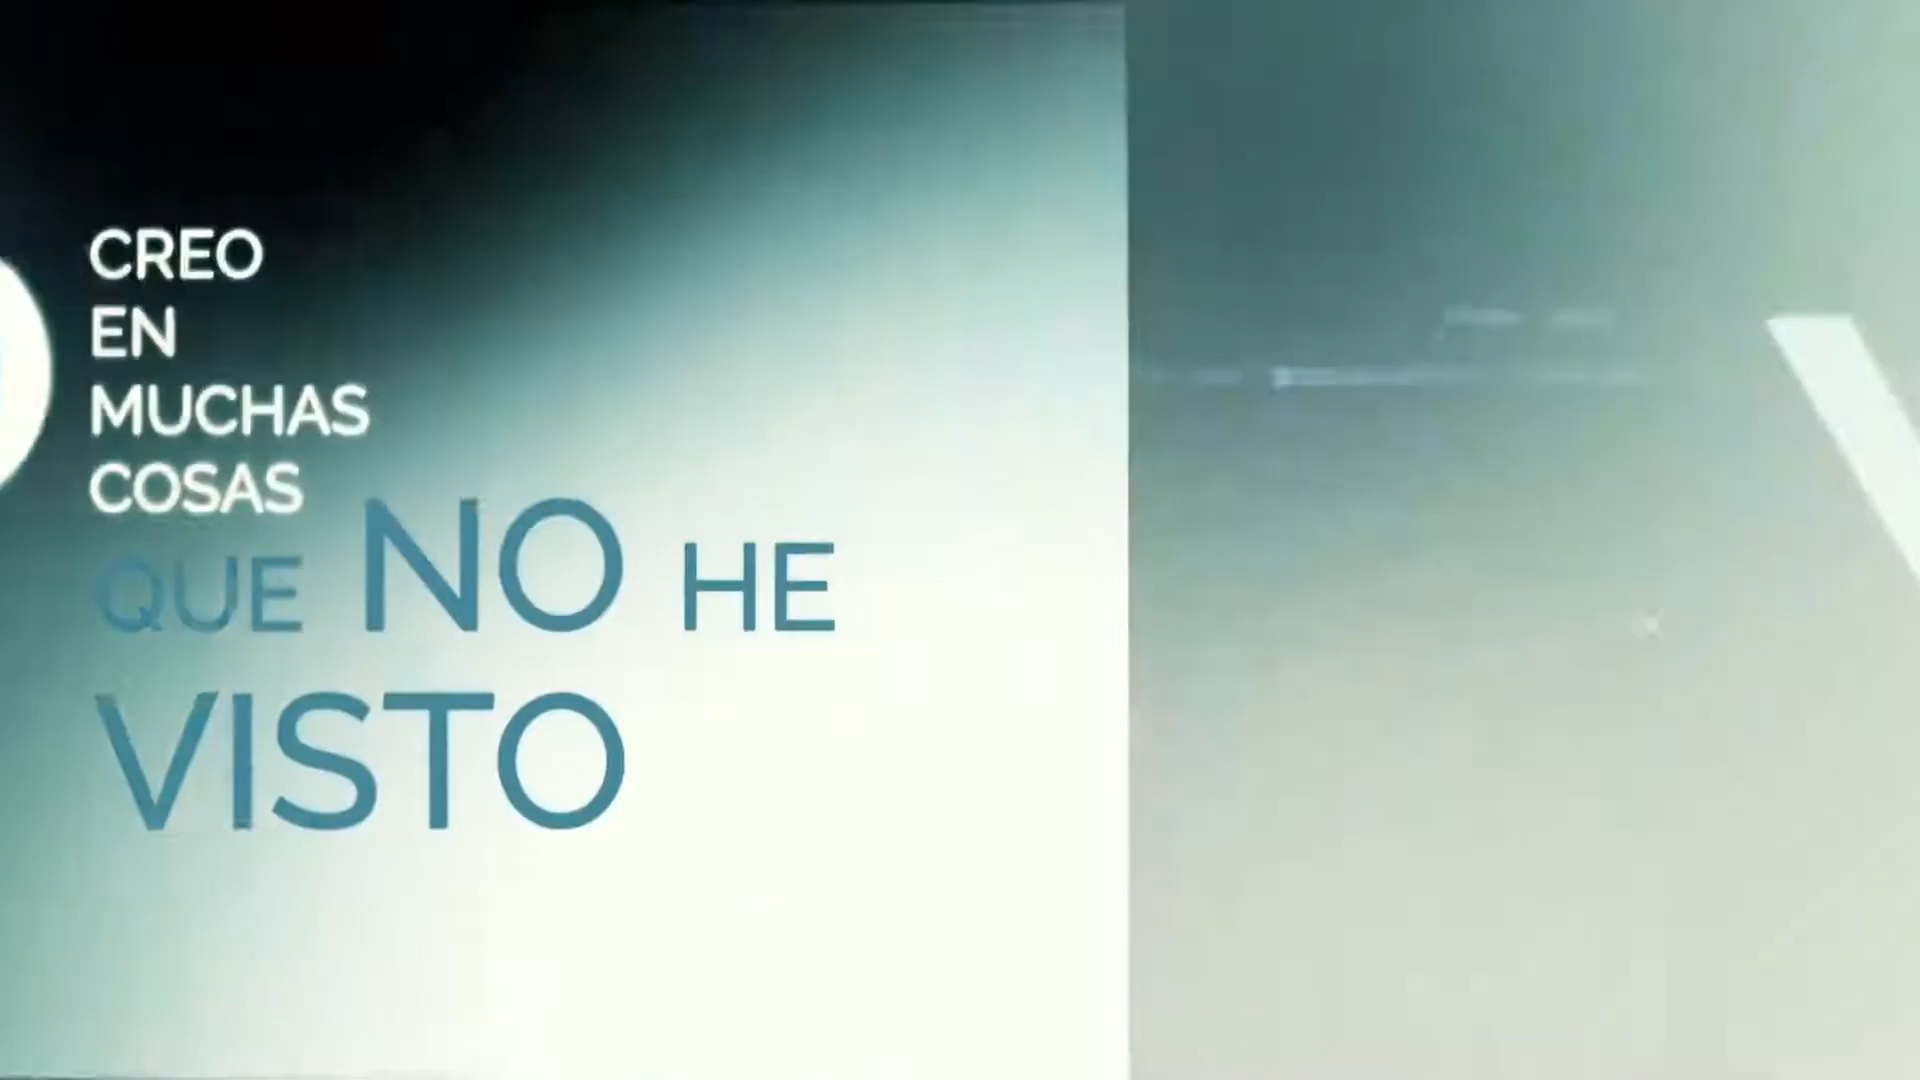 CREO
EN
MUCHAS
COSAS
QUE NO HE
VISTO